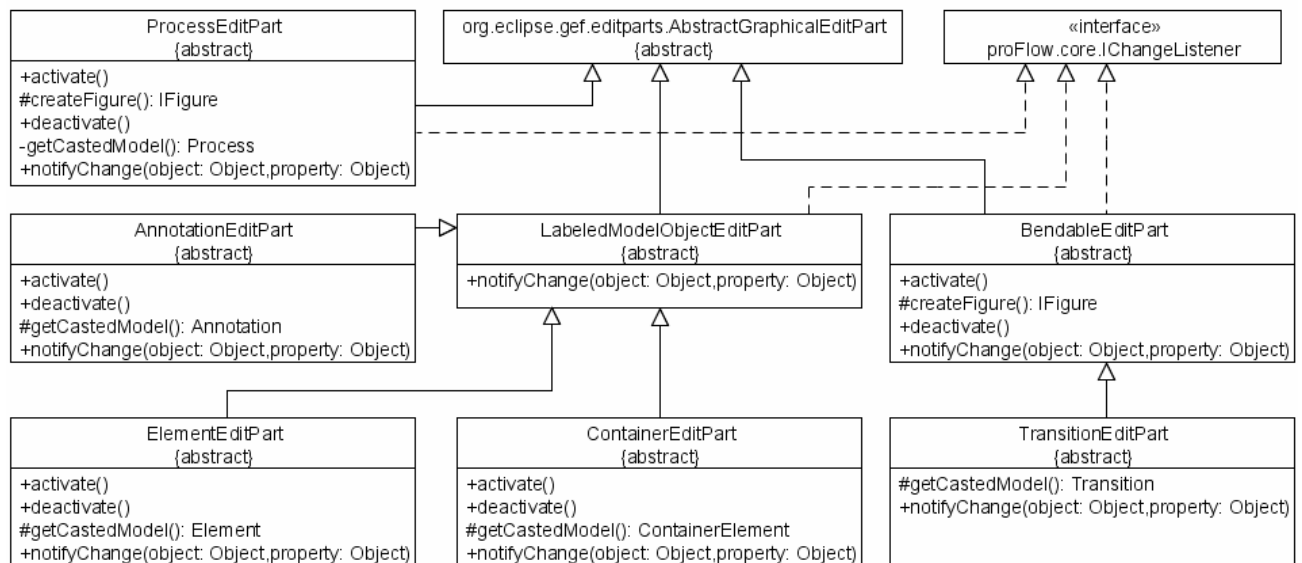 ProcessEditPart
{abstract}
+activate()
#createFigure(): IFigure
+deactivate()
-getCastedModel(): Process
+notifyChange(object: Object,property: Object)
org.eclipse.gef.editparts.AbstractGraphicalEditPart
{abstract}
«interface»
proFlow.core.IChangeListener
AnnotationEditPart
{abstract}
+activate()
+deactivate()
#getCastedModel(): Annotation
+notifyChange(object: Object,property: Object)
LabeledModelObjectEditPart
{abstract}
+notifyChange(object: Object,property: Object)
BendableEditPart
{abstract}
+activate()
#createFigure(): IFigure
+deactivate()
+notifyChange(object: Object,property: Object)
ElementEditPart
{abstract}
+activate()
+deactivate()
#getCastedModel(): Element
+notifyChange(object: Object,property: Object)
ContainerEditPart
{abstract}
+activate()
+deactivate()
#getCastedModel(): ContainerElement
+notifyChange(object: Object,property: Object)
TransitionEditPart
{abstract}
#getCastedModel(): Transition
+notifyChange(object: Object,property: Object)